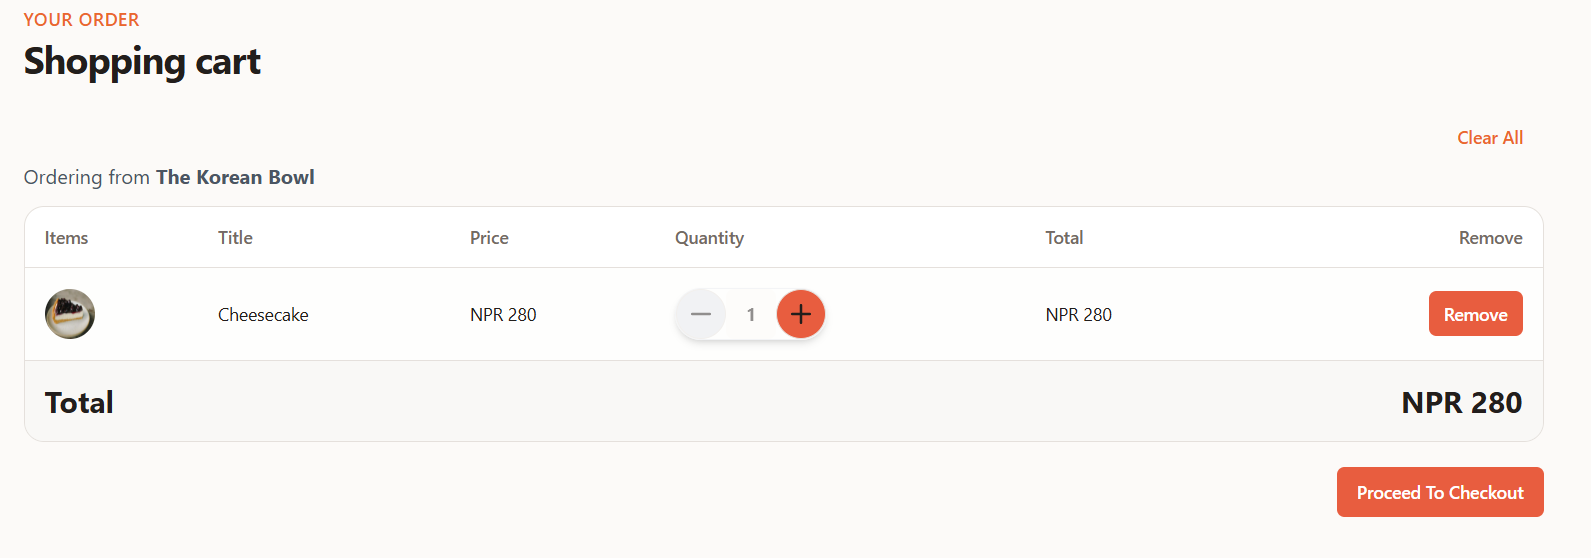 YOUR ORDER
Shopping cart
Clear All
Ordering from The Korean Bowl
Items Title Price Quantity Total Remove
Cheesecake NPR 280 1 NPR 280 Remove
Total NPR 280
Proceed To Checkout